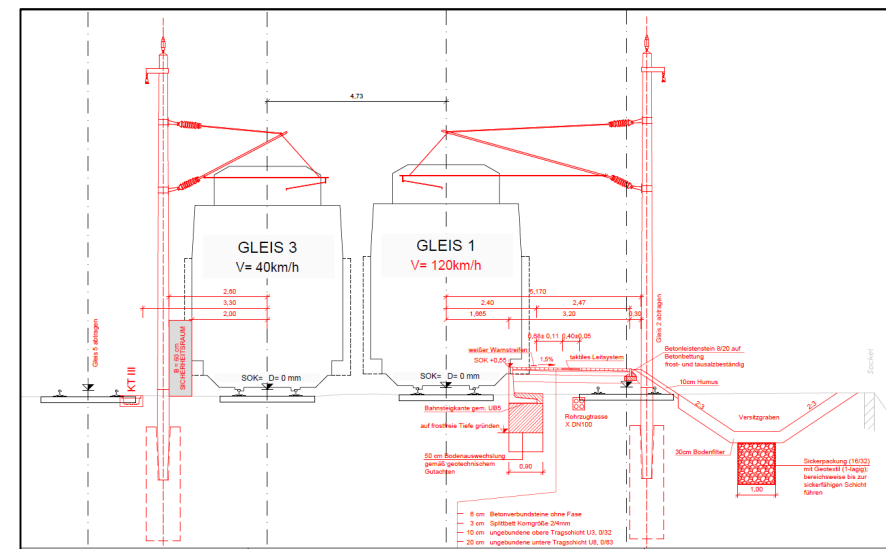 4,73
GLEIS 3
V= 40km/h
GLEIS 1
V= 120km/h
2,60
3,30
2,00
5,170
2,40
2,47
1,665
3,20
0,30
0,68±0,11
0,40±0,05
weißer Warnstreifen
SOK +0,55
1,5%
taktiles Leitsystem
Gleis 5 abtragen
KT III
B = 60 cm
SICHERHEITSRAUM
SOK= D= 0 mm
SOK= D= 0 mm
Gleis 2 abtragen
Betonleistenstein 8/20 auf
Betonbettung
frost- und tausalzbeständig
10cm Humus
Sockel
2:3
2:3
Versitzgraben
Bahnsteigkante gem. UB5
auf frostfreie Tiefe gründen
Rohrzugtrasse
X DN100
50 cm Bodenauswechslung
gemäß geotechnischem
Gutachten
0,90
30cm Bodenfilter
1,00
Sickerpackung (16/32)
mit Geotextil (1-lagig),
bereichsweise bis zur
sickerfähigen Schicht
führen
8 cm Betonverbundsteine ohne Fase
3 cm Splittbett Korngröße 2/4mm
10 cm ungebundene obere Tragschicht U3, 0/32
20 cm ungebundene untere Tragschicht U8, 0/63